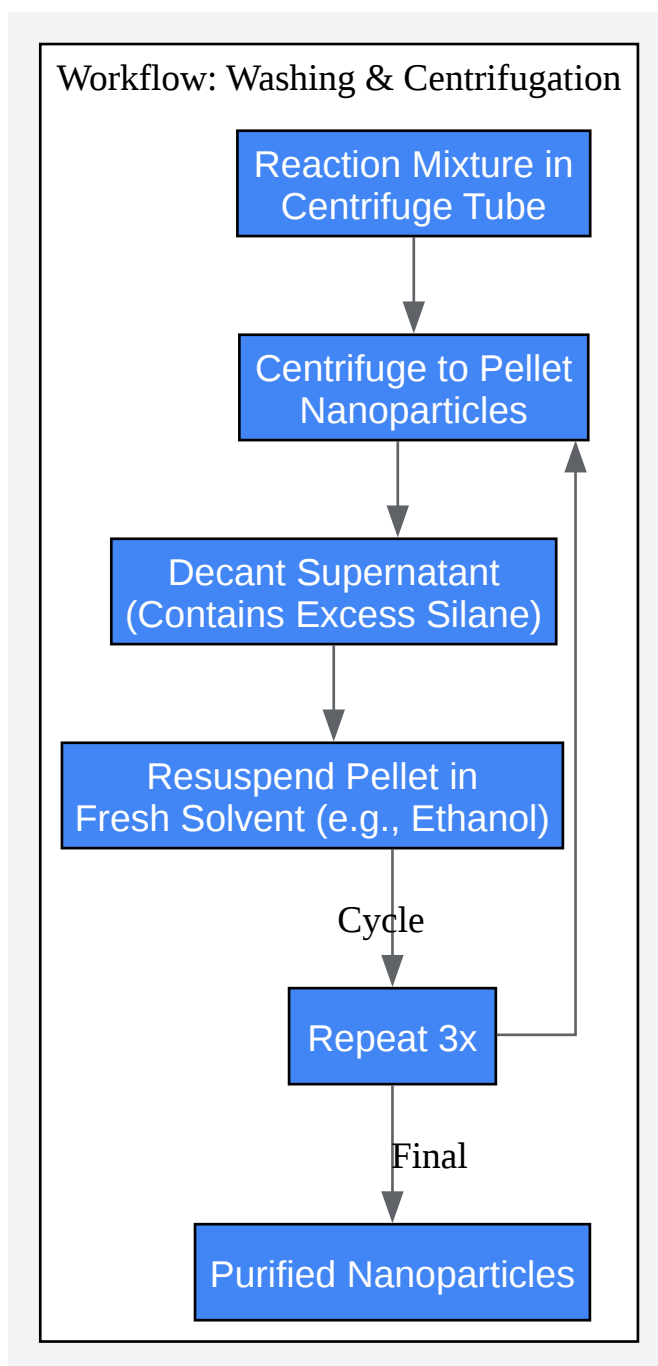 Workflow: Washing & Centrifugation
Reaction Mixture in
Centrifuge Tube
Centrifuge to Pellet
Nanoparticles
Decant Supernatant
(Contains Excess Silane)
Resuspend Pellet in
Fresh Solvent (e.g., Ethanol)
Cycle
Repeat 3x
Final
Purified Nanoparticles